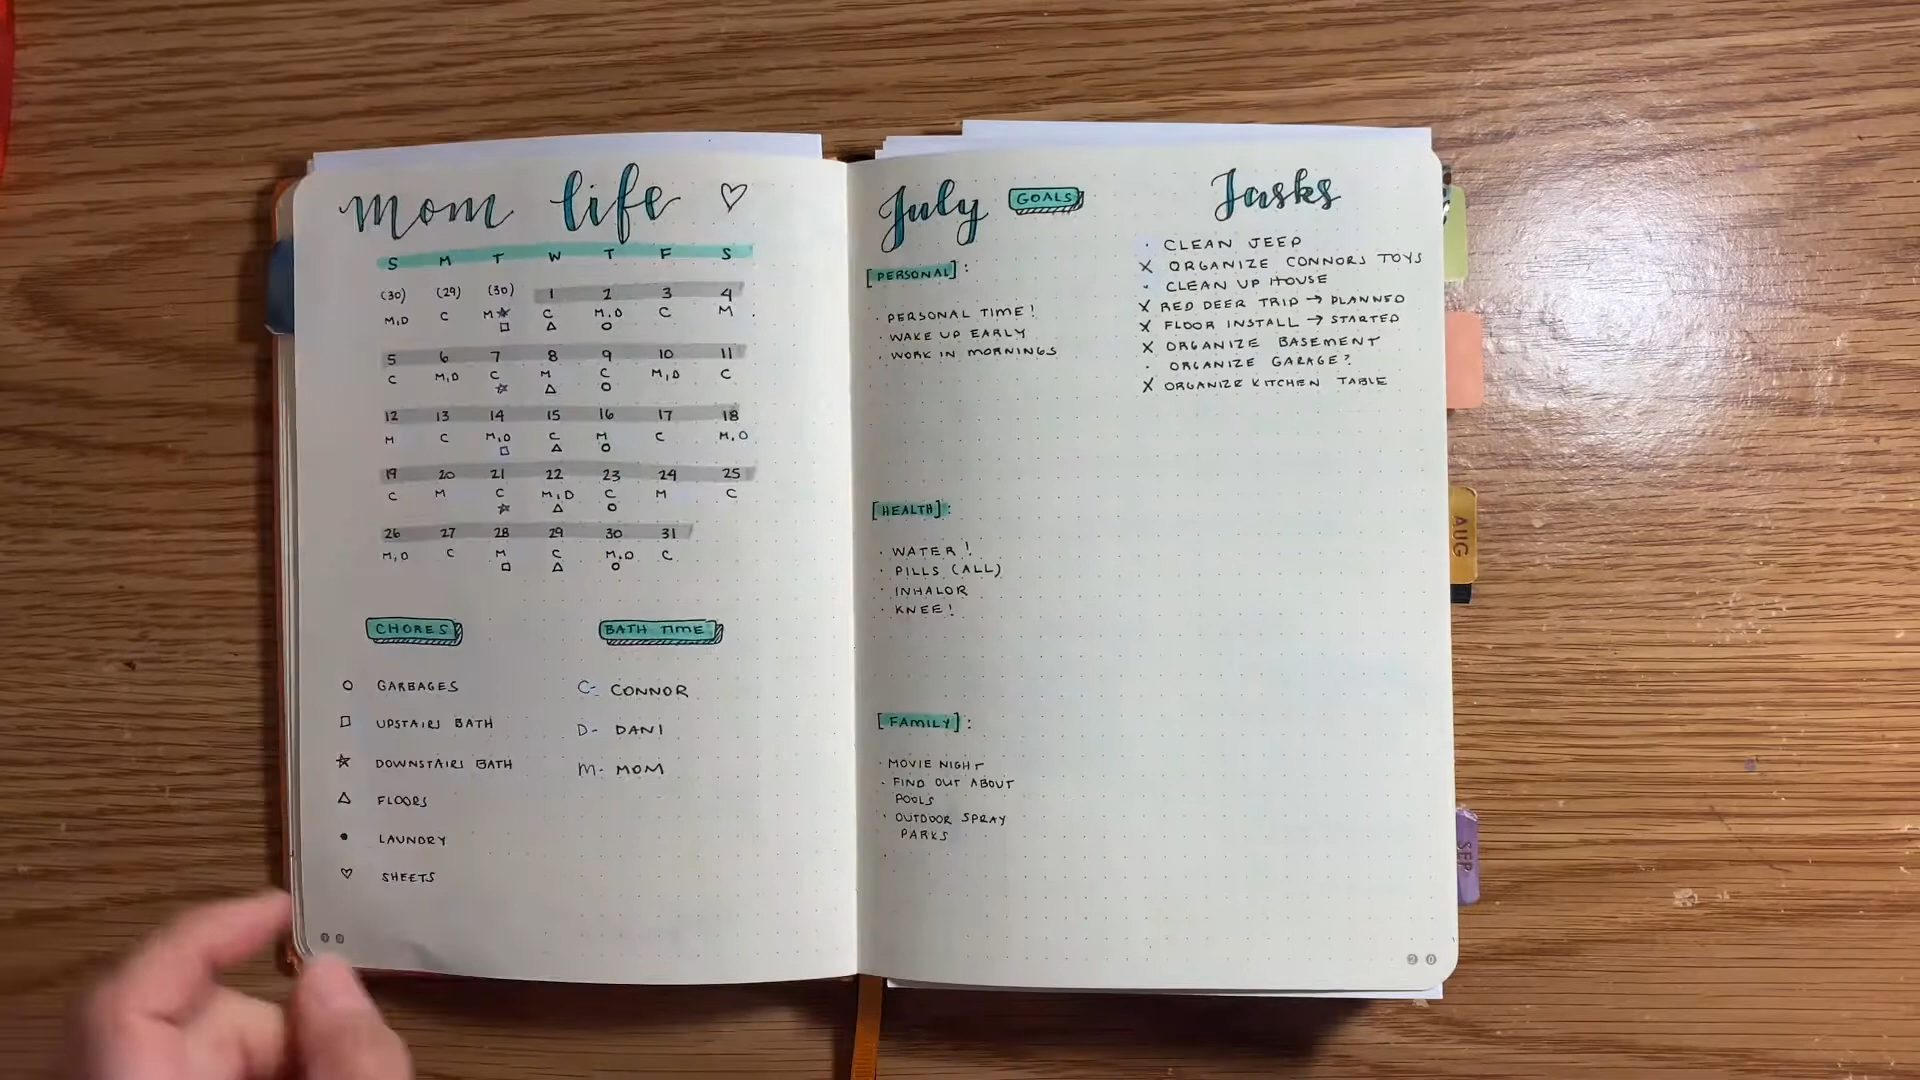 Mom life ♡
S M T W T F S
(30) (29) (30) 1 2 3 4
M,D C M☆ C M,D C M
□ △ ○
5 6 7 8 9 10 11
C M,D C M C M,D C
☆ △ ○
12 13 14 15 16 17 18
M C M,D C M C M,D
□ △ ○
19 20 21 22 23 24 25
C M C M,D C M C
☆ △ ○
26 27 28 29 30 31
M,D C M C M,D C
□ △ ○
CHORES
○ GARBAGES
□ UPSTAIRS BATH
☆ DOWNSTAIRS BATH
△ FLOORS
• LAUNDRY
♡ SHEETS
BATH TIME
C- CONNOR
D- DANI
M- MOM
July GOALS
[PERSONAL]:
· PERSONAL TIME!
· WAKE UP EARLY
· WORK IN MORNINGS
[HEALTH]:
· WATER!
· PILLS (ALL)
· INHALOR
· KNEE!
[FAMILY]:
· MOVIE NIGHT
· FIND OUT ABOUT
POOLS
· OUTDOOR SPRAY
PARKS
Tasks
· CLEAN JEEP
X ORGANIZE CONNORS TOYS
· CLEAN UP HOUSE
X RED DEER TRIP → PLANNED
X FLOOR INSTALL → STARTED
X ORGANIZE BASEMENT
· ORGANIZE GARAGE?
X ORGANIZE KITCHEN TABLE
20
AUG
SEP